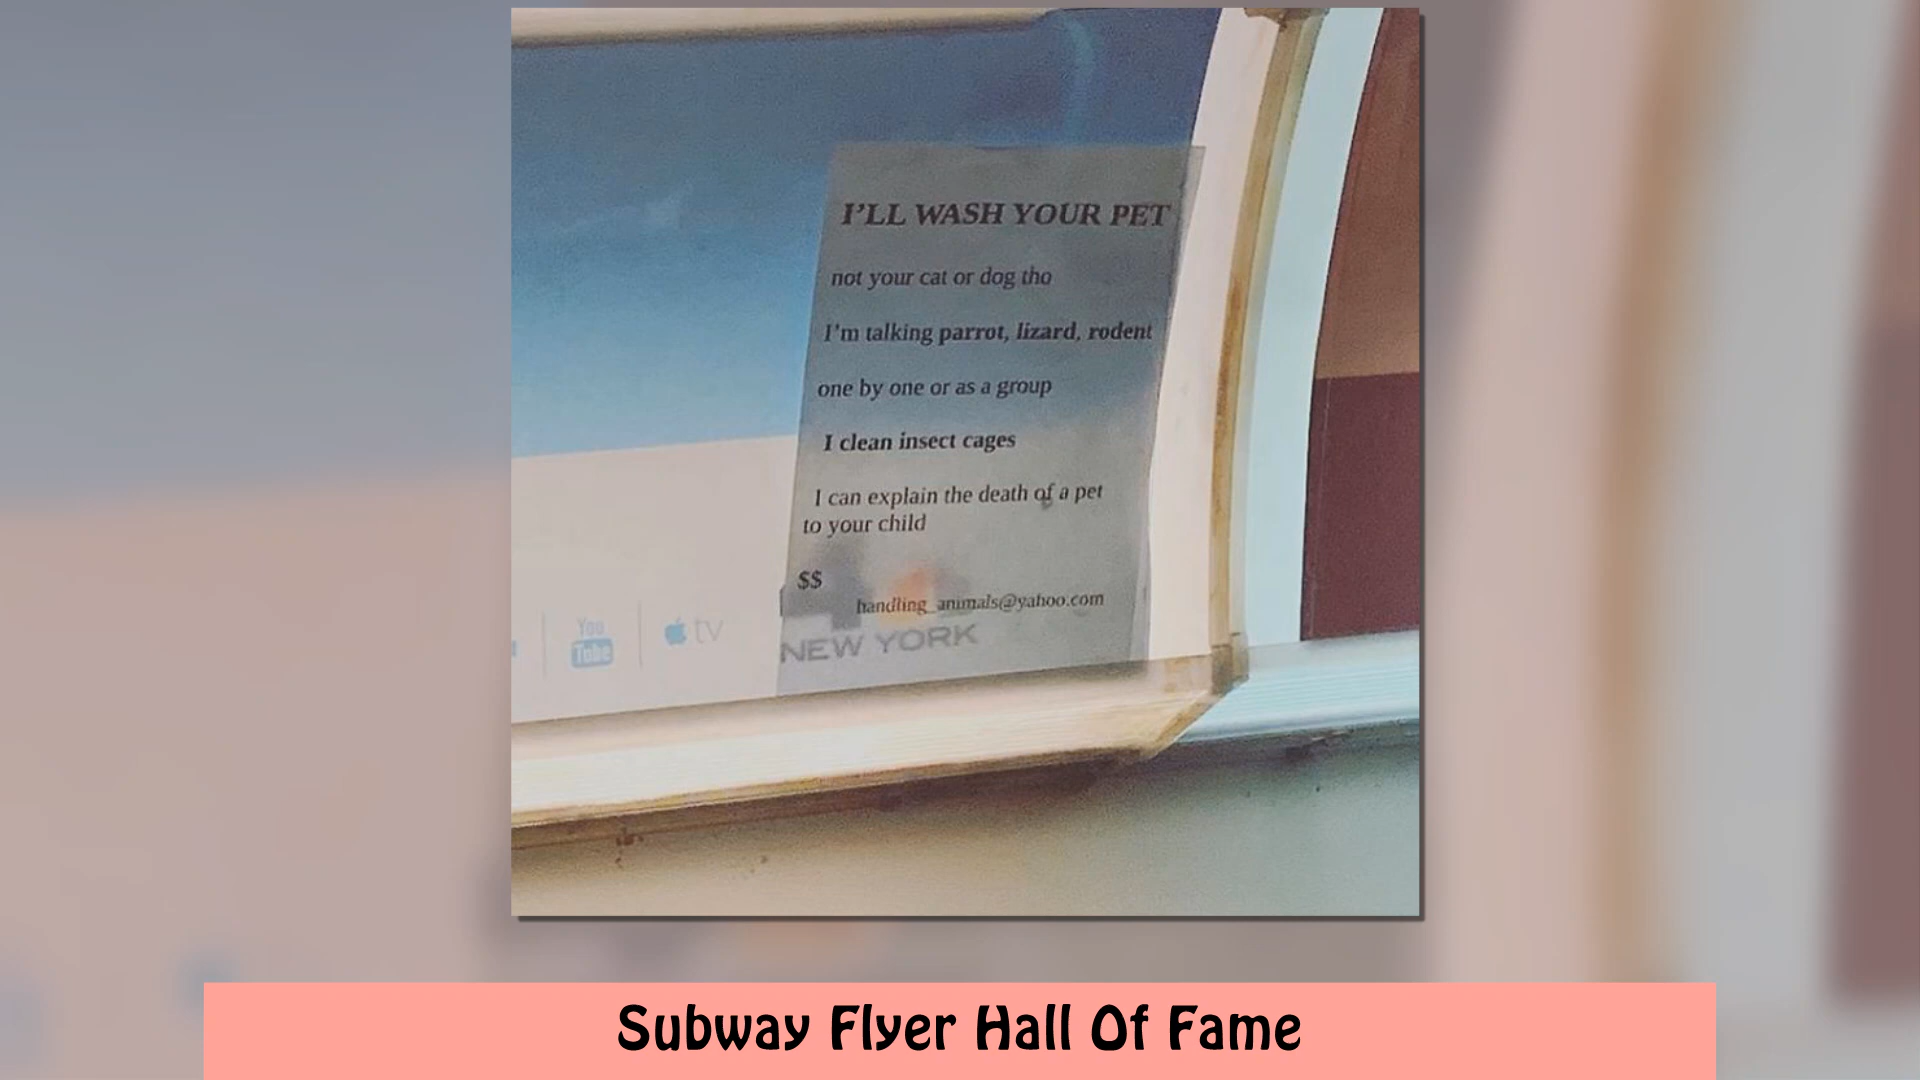 I'LL WASH YOUR PET
not your cat or dog tho
I'm talking parrot, lizard, rodent
one by one or as a group
I clean insect cages
I can explain the death of a pet
to your child
$$
handling_animals@yahoo.com
You
Tube
tv
NEW YORK
Subway Flyer Hall Of Fame